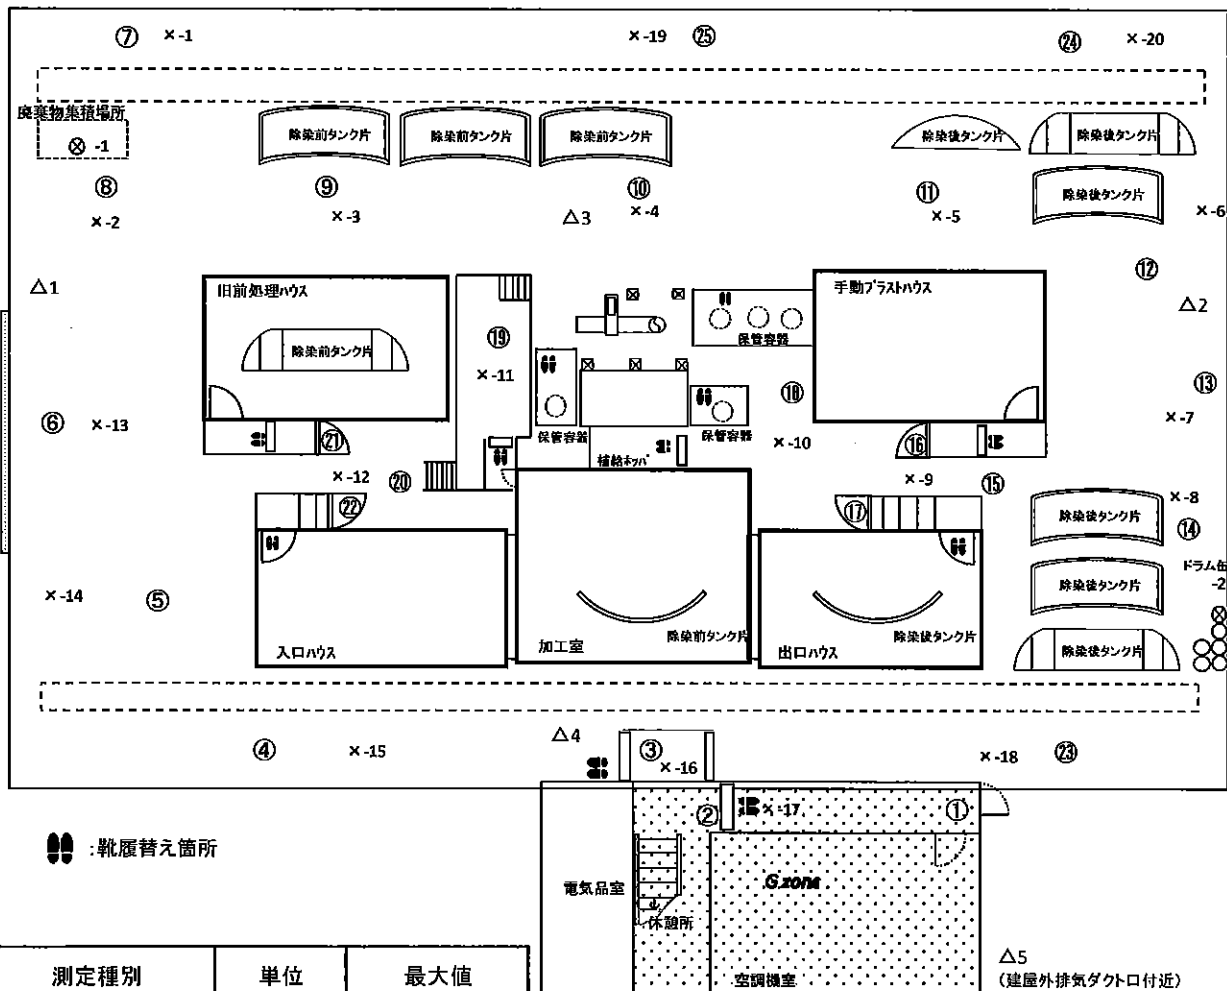 ⑦ ×-1 ×-19 ㉕ ㉔ ×-20
廃棄物集積場所
⊗ -1
除染前タンク片 除染前タンク片 除染前タンク片 除染後タンク片 除染後タンク片
⑧ ⑨ ⑩ ⑪ 除染後タンク片
×-2 ×-3 △3 ×-4 ×-5 ×-6
⑫
△1 旧前処理ハウス 手動ブラストハウス △2
除染前タンク片 ⑲ 保管容器
×-11 ⑱ ⑬
⑥ ×-13 ×-7
㉑ 保管容器 保管容器 ×-10 ⑯
補給ホッパ
×-12 ⑳ ×-9 ⑮
㉒ ⑰ ×-8
除染後タンク片 ⑭
ドラム缶
-2
×-14 ⑤ 除染後タンク片
除染前タンク片 除染後タンク片
入口ハウス 加工室 出口ハウス 除染後タンク片
④ ×-15 △4 ③ ×-16 ×-18 ㉓
② ×-17 ①
:靴履替え箇所
電気品室 G zone
休憩所
測定種別 単位 最大値
空調機室
△5
(建屋外排気ダクト口付近)